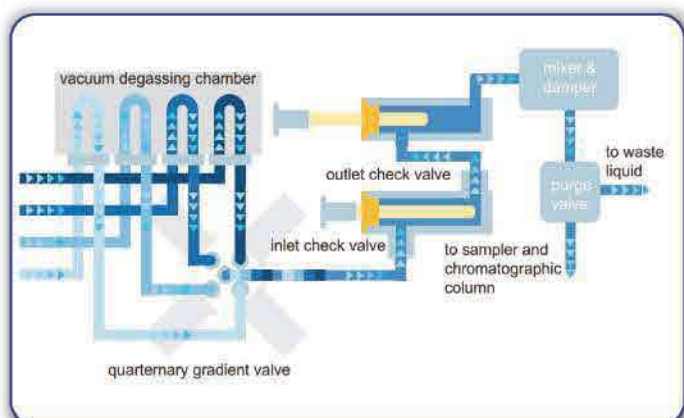 vacuum degassing chamber
mixer &
damper
to waste
liquid
outlet check valve
purge
valve
inlet check valve
to sampler and
chromatographic
column
quarternary gradient valve